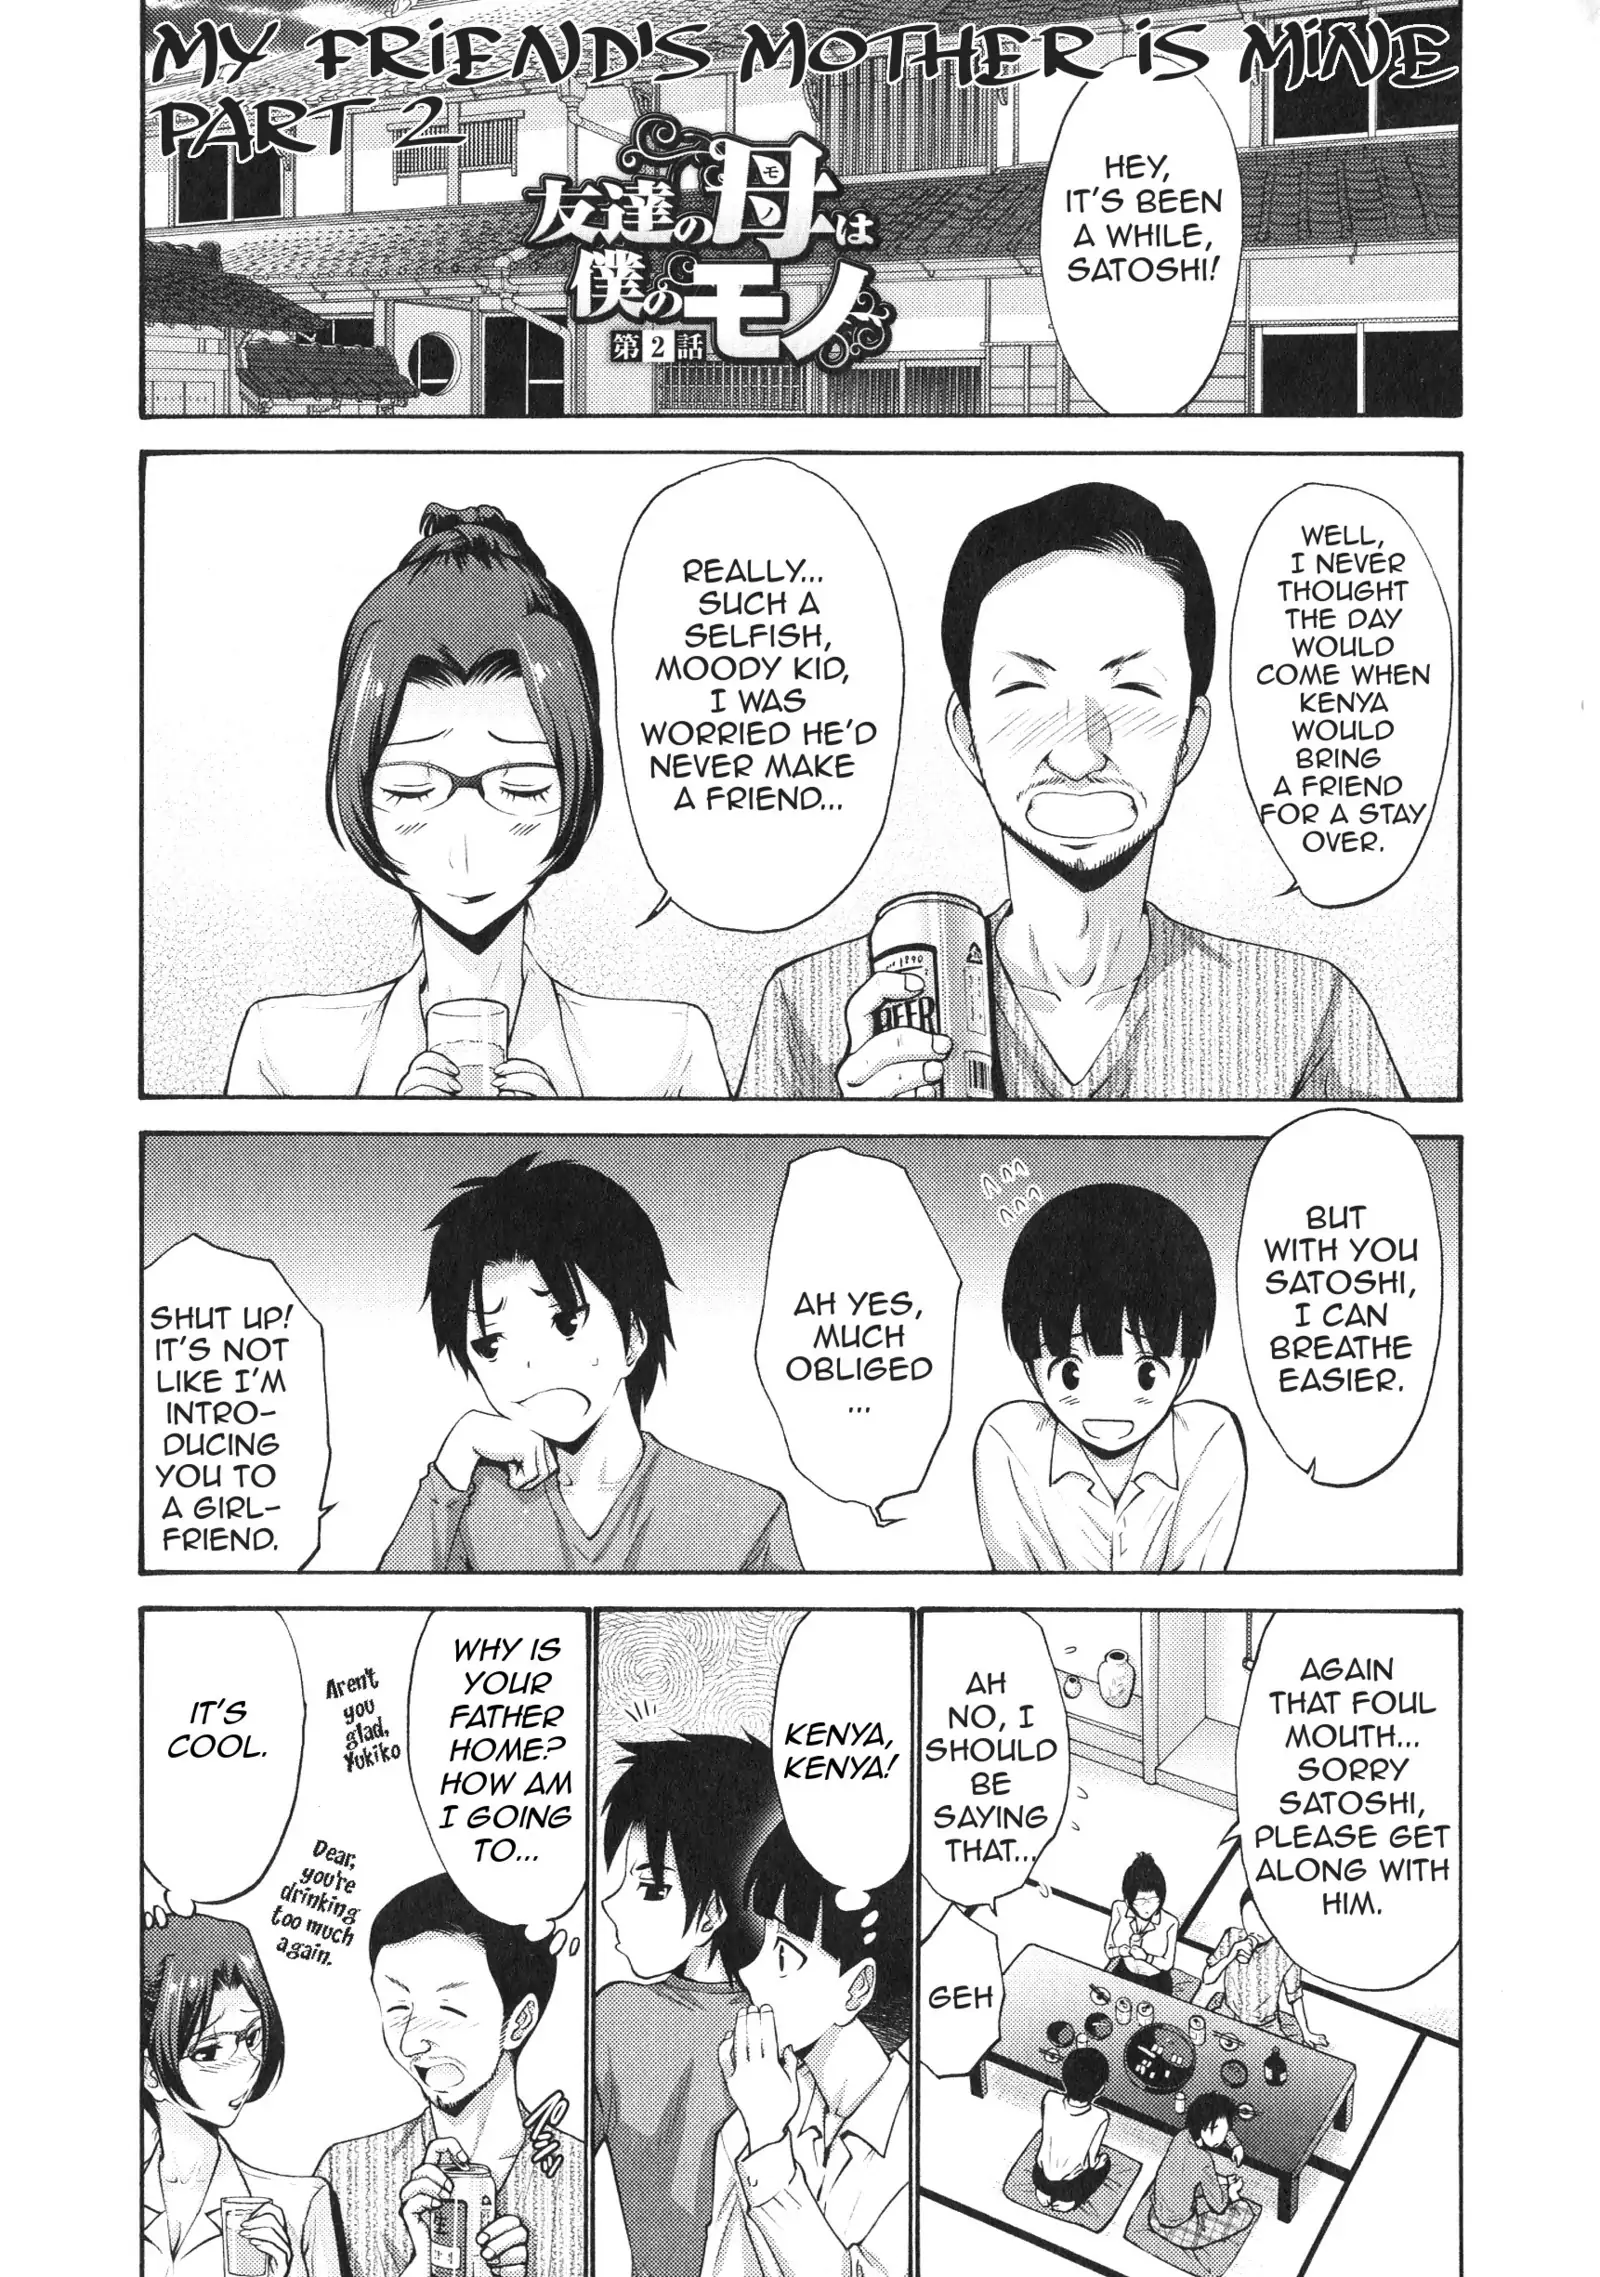 MY FRIEND'S MOTHER IS MINE
PART 2
友達の母は
モノ
僕のモノ
第2話
HEY,
IT'S BEEN
A WHILE,
SATOSHI!
WELL,
I NEVER
THOUGHT
THE DAY
WOULD
COME WHEN
KENYA
WOULD
BRING
A FRIEND
FOR A STAY
OVER.
REALLY...
SUCH A
SELFISH,
MOODY KID,
I WAS
WORRIED HE'D
NEVER MAKE
A FRIEND...
1890
BEER
BUT
WITH YOU
SATOSHI,
I CAN
BREATHE
EASIER.
AH YES,
MUCH
OBLIGED
...
SHUT UP!
IT'S NOT
LIKE I'M
INTRO-
DUCING
YOU TO
A GIRL-
FRIEND.
AGAIN
THAT FOUL
MOUTH...
SORRY
SATOSHI,
PLEASE GET
ALONG WITH
HIM.
AH
NO, I
SHOULD
BE
SAYING
THAT...
GEH
KENYA,
KENYA!
WHY IS
YOUR
FATHER
HOME?
HOW AM
I GOING
TO...
Aren't
you
glad,
Yukiko
Dear,
you're
drinking
too much
again.
IT'S
COOL.